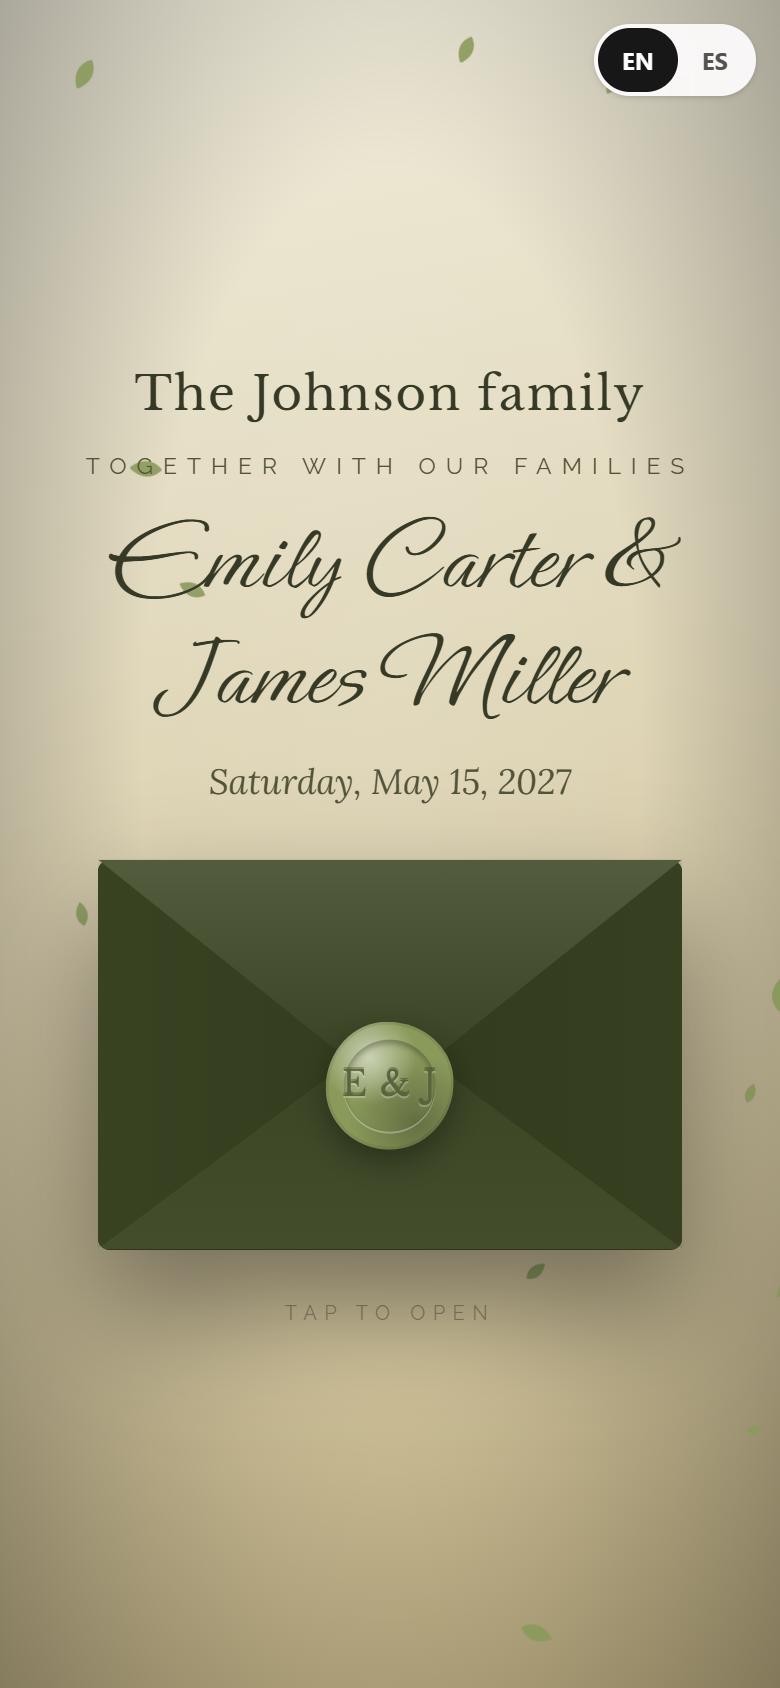 EN ES
The Johnson family
TOGETHER WITH OUR FAMILIES
Emily Carter &
James Miller
Saturday, May 15, 2027
E & J
TAP TO OPEN